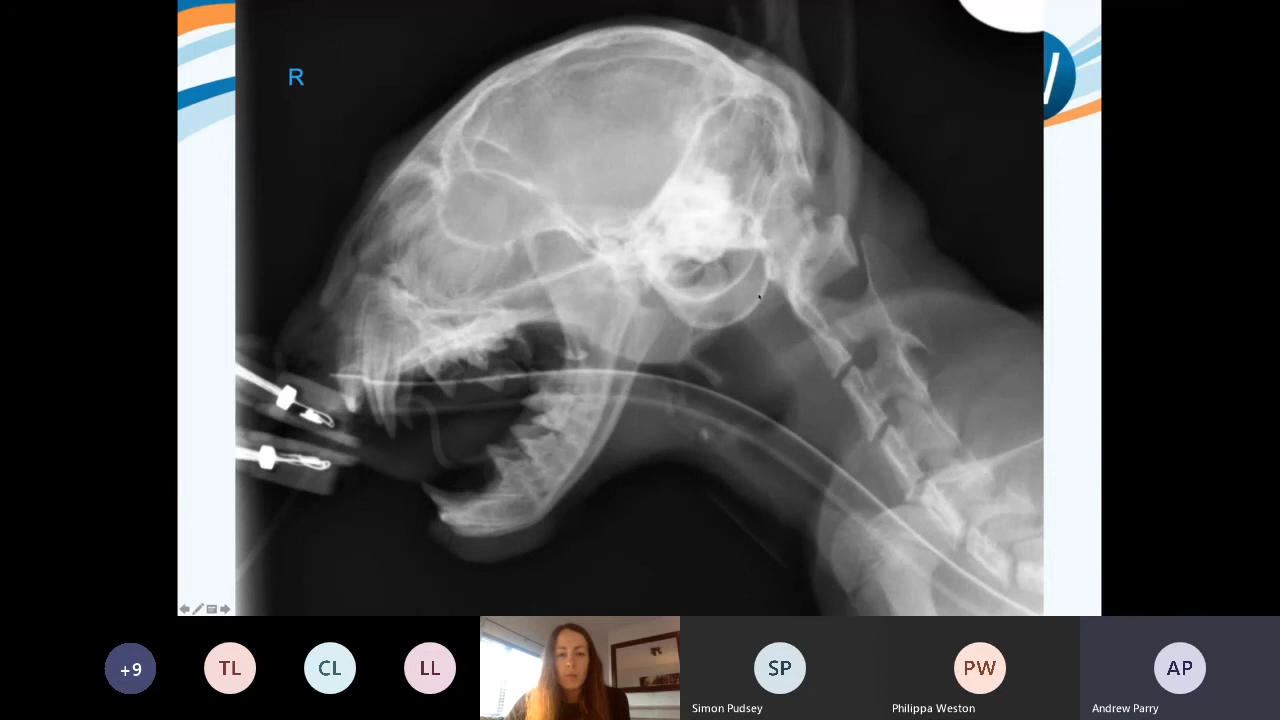 R
+9
TL
CL
LL
SP
PW
AP
Simon Pudsey
Philippa Weston
Andrew Parry